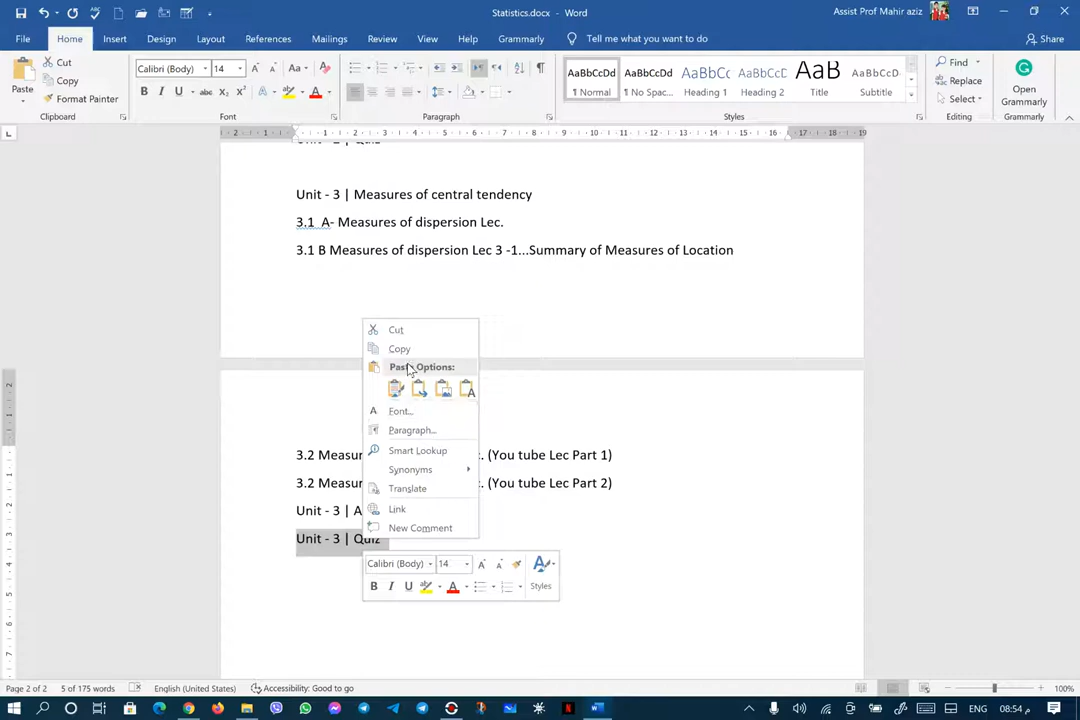 Statistics.docx - Word
Assist Prof Mahir aziz
File Home Insert Design Layout References Mailings Review View Help Grammarly Tell me what you want to do Share
Paste
Cut
Copy
Format Painter
Calibri (Body) 14
AaBbCcDd AaBbCcDd AaBbCc AaBbCcD AaB AaBbCcD
¶ Normal ¶ No Spac... Heading 1 Heading 2 Title Subtitle
Find
Replace
Select
Open
Grammarly
Clipboard Font Paragraph Styles Editing Grammarly
Unit - 3 | Measures of central tendency
3.1 A- Measures of dispersion Lec.
3.1 B Measures of dispersion Lec 3 -1...Summary of Measures of Location
Cut
Copy
Paste Options:
Font...
Paragraph...
Smart Lookup
Synonyms
Translate
Link
New Comment
3.2 Measu
c. (You tube Lec Part 1)
3.2 Measu
c. (You tube Lec Part 2)
Unit - 3 | A
Unit - 3 | Quiz
Calibri (Body) 14
Styles
Page 2 of 2 5 of 175 words English (United States) Accessibility: Good to go 100%
08:54 م ENG